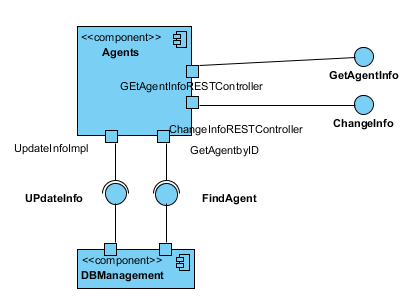 <<component>>
Agents
GEtAgentInfoRESTController
GetAgentInfo
ChangeInfo
ChangeInfoRESTController
UpdateInfoImpl
GetAgentbyID
UPdateInfo
FindAgent
<<component>>
DBManagement